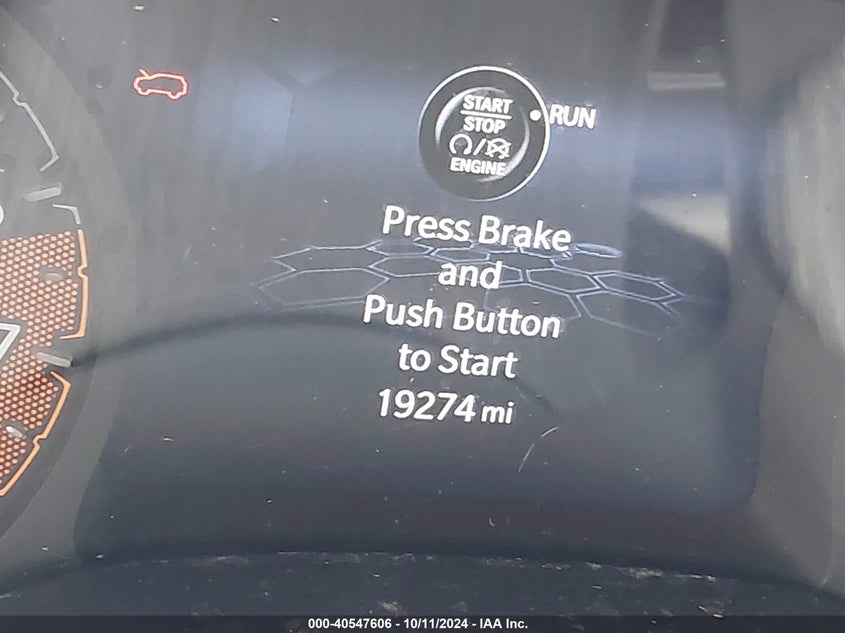 START
STOP
RUN
ENGINE
Press Brake
and
Push Button
to Start
19274 mi
7
000-40547606 - 10/11/2024 - IAA Inc.